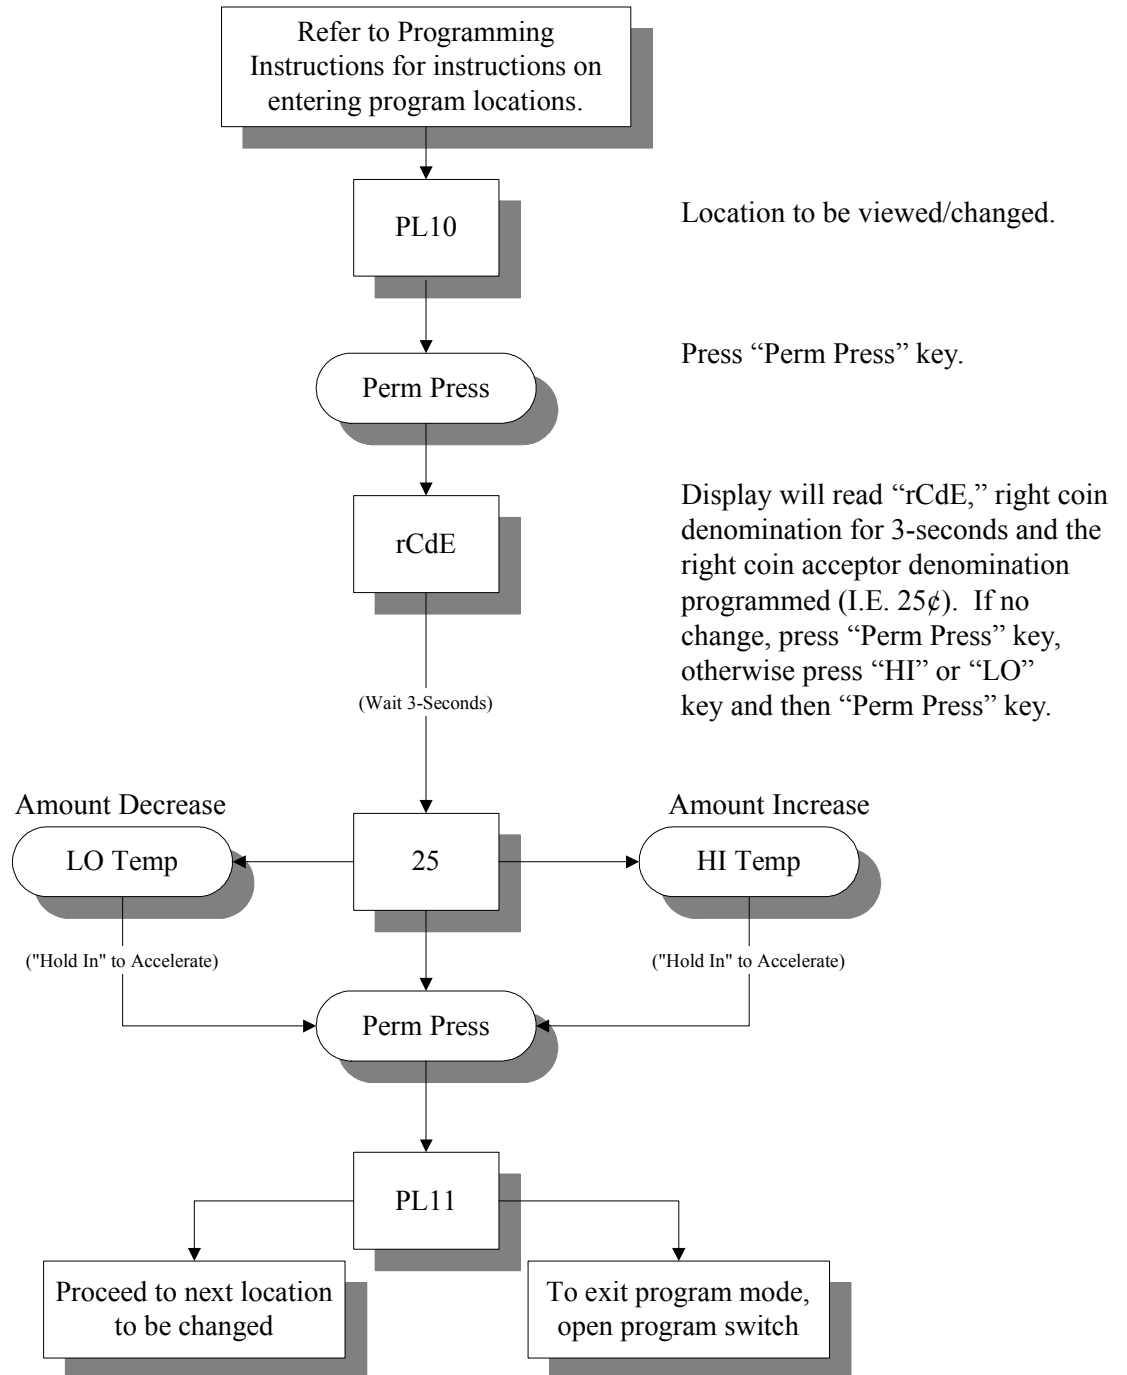 Refer to Programming
Instructions for instructions on
entering program locations.
PL10
Location to be viewed/changed.
Perm Press
Press “Perm Press” key.
rCdE
Display will read “rCdE,” right coin
denomination for 3-seconds and the
right coin acceptor denomination
programmed (I.E. 25¢).  If no
change, press “Perm Press” key,
otherwise press “HI” or “LO”
key and then “Perm Press” key.
(Wait 3-Seconds)
Amount Decrease
Amount Increase
LO Temp
25
HI Temp
("Hold In" to Accelerate)
("Hold In" to Accelerate)
Perm Press
PL11
Proceed to next location
to be changed
To exit program mode,
open program switch